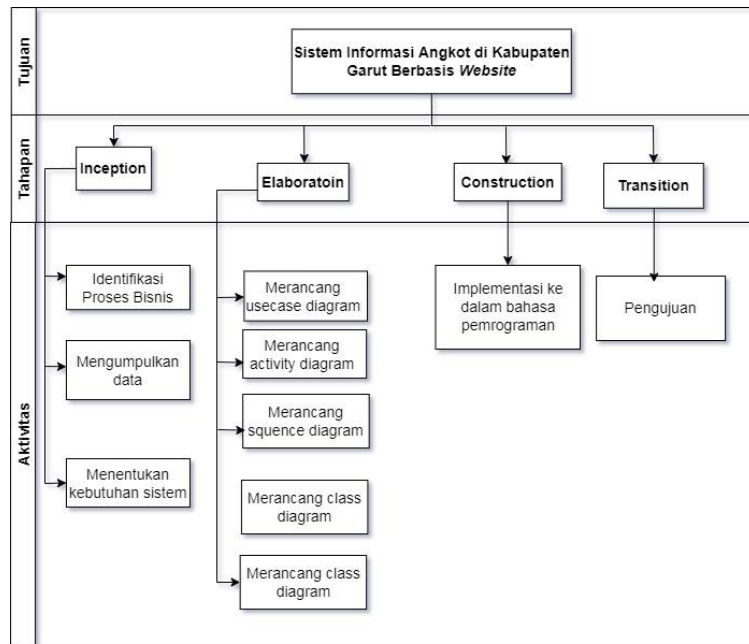 Tujuan
Sistem Informasi Angkot di Kabupaten
Garut Berbasis Website
Tahapan
Inception
Elaboratoin
Construction
Transition
Aktivitas
Identifikasi
Proses Bisnis
Mengumpulkan
data
Menentukan
kebutuhan sistem
Merancang
usecase diagram
Merancang
activity diagram
Merancang
squence diagram
Merancang class
diagram
Merancang class
diagram
Implementasi ke
dalam bahasa
pemrograman
Pengujuan